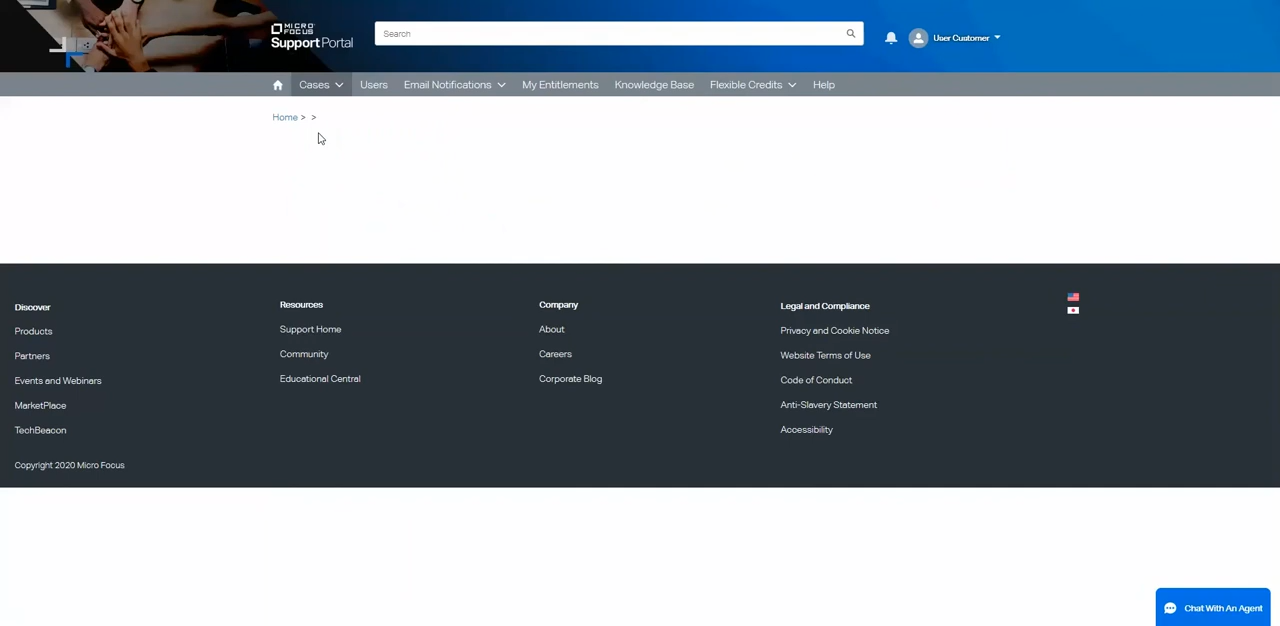 MICRO
FOCUS
Support Portal
Search
User Customer
Cases
Users
Email Notifications
My Entitlements
Knowledge Base
Flexible Credits
Help
Home > >
Discover
Products
Partners
Events and Webinars
MarketPlace
TechBeacon
Copyright 2020 Micro Focus
Resources
Support Home
Community
Educational Central
Company
About
Careers
Corporate Blog
Legal and Compliance
Privacy and Cookie Notice
Website Terms of Use
Code of Conduct
Anti-Slavery Statement
Accessibility
Chat With An Agent